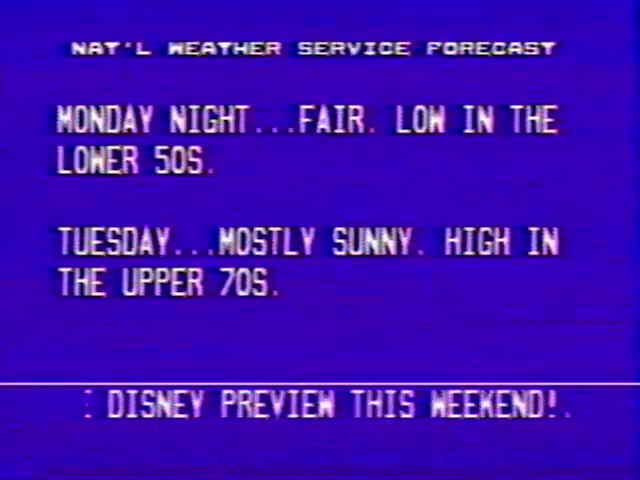 NAT'L WEATHER SERVICE FORECAST
MONDAY NIGHT...FAIR. LOW IN THE
LOWER 50S.
TUESDAY...MOSTLY SUNNY. HIGH IN
THE UPPER 70S.
DISNEY PREVIEW THIS WEEKEND!.